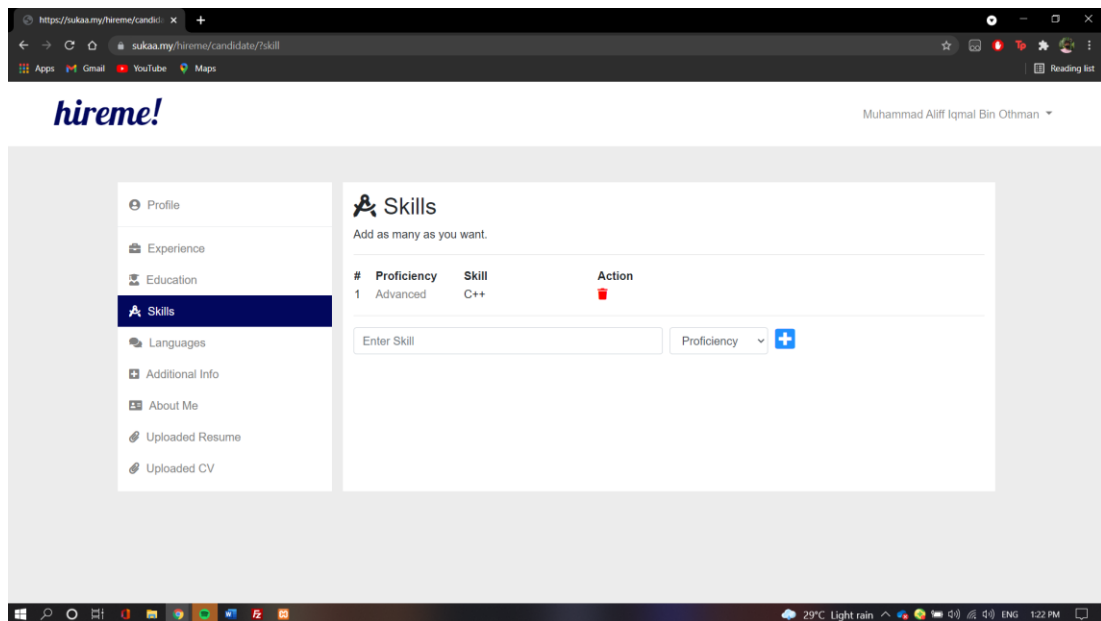 https://sukaa.my/hireme/candida
sukaa.my/hireme/candidate/?skill
Apps Gmail YouTube Maps Reading list
hireme! Muhammad Aliff Iqmal Bin Othman
Profile
Experience
Education
Skills
Languages
Additional Info
About Me
Uploaded Resume
Uploaded CV
Skills
Add as many as you want.
# Proficiency Skill Action
1 Advanced C++
Enter Skill Proficiency
29°C Light rain ENG 1:22 PM